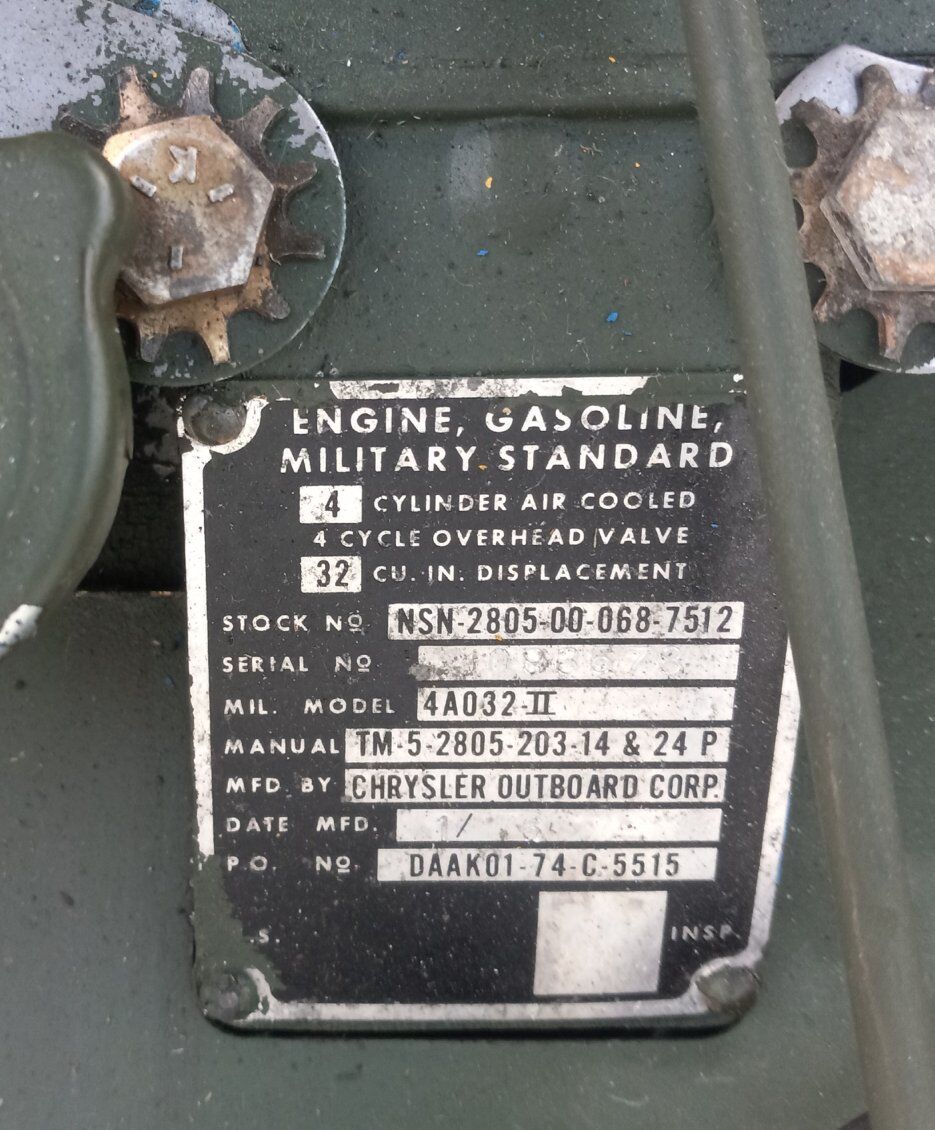 ENGINE, GASOLINE,
MILITARY STANDARD
4 CYLINDER AIR COOLED
4 CYCLE OVERHEAD VALVE
32 CU. IN. DISPLACEMENT
STOCK NO NSN-2805-00-068-7512
SERIAL NO
MIL. MODEL 4A032-II
MANUAL TM-5-2805-203-14 & 24 P
MFD BY CHRYSLER OUTBOARD CORP.
DATE MFD.
P.O. NO DAAK01-74-C-5515
INSP.
K